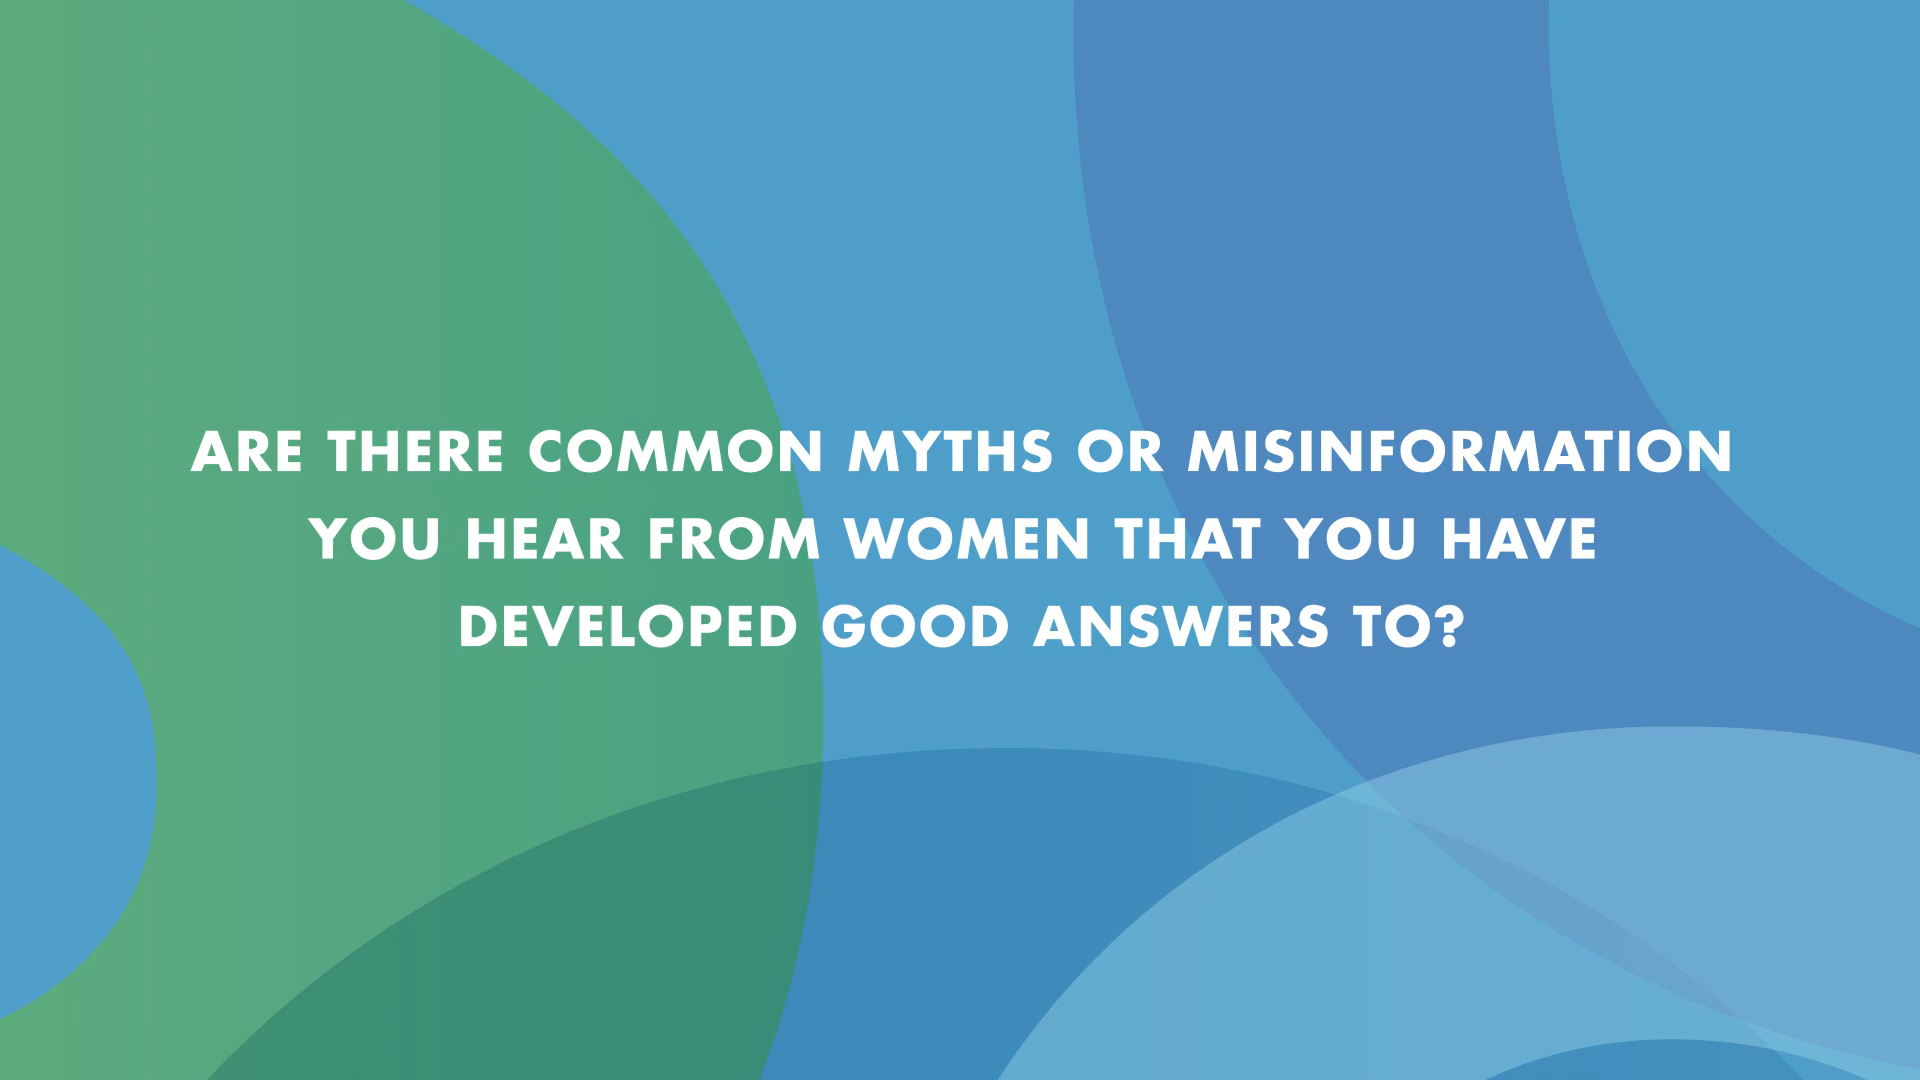 ARE THERE COMMON MYTHS OR MISINFORMATION
YOU HEAR FROM WOMEN THAT YOU HAVE
DEVELOPED GOOD ANSWERS TO?